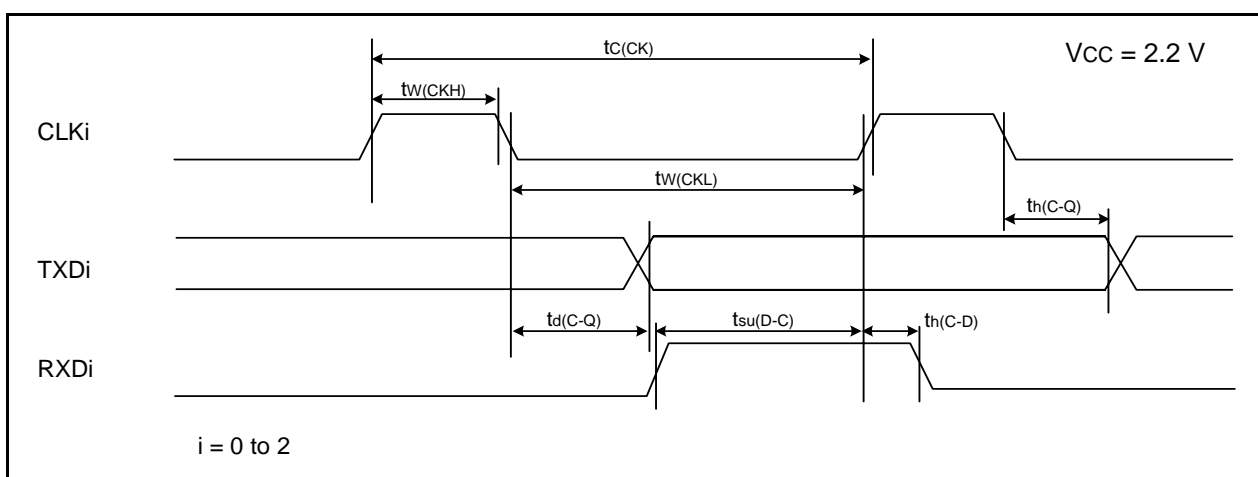 tC(CK)
VCC = 2.2 V
tW(CKH)
CLKi
tW(CKL)
th(C-Q)
TXDi
td(C-Q)
tsu(D-C)
th(C-D)
RXDi
i = 0 to 2